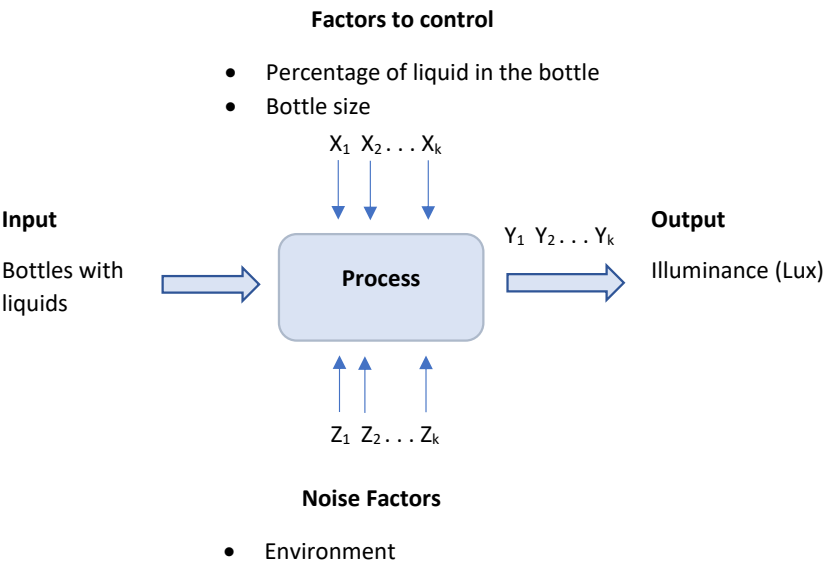 Factors to control
• Percentage of liquid in the bottle
• Bottle size
X₁ X₂ . . . Xₖ
Input
Bottles with
liquids
Process
Y₁ Y₂ . . . Yₖ
Output
Illuminance (Lux)
Z₁ Z₂ . . . Zₖ
Noise Factors
• Environment